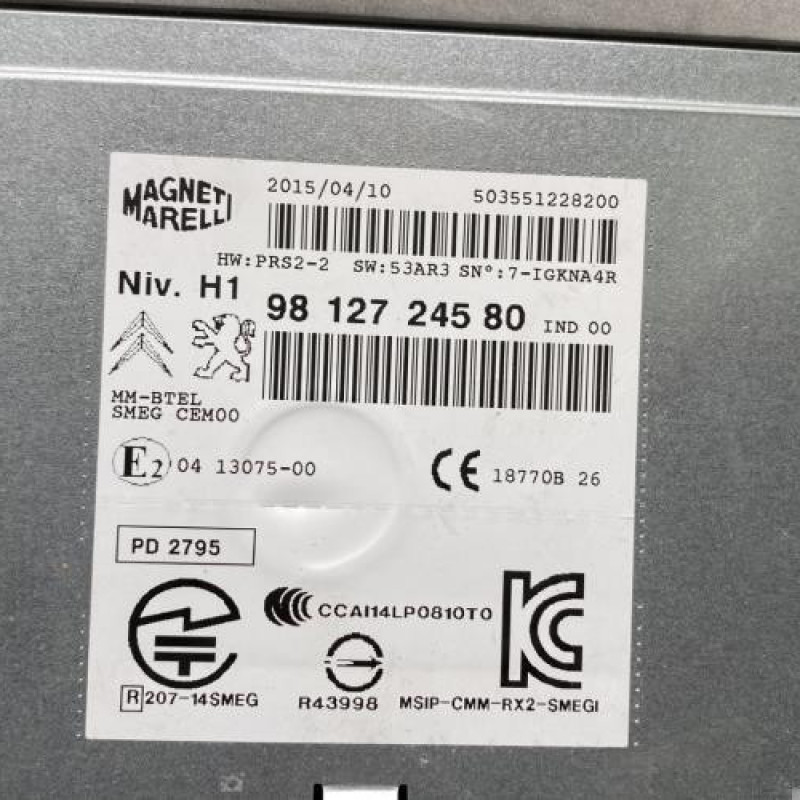 MAGNETI
MARELLI
2015/04/10 503551228200
HW:PRS2-2 SW:53AR3 SN°:7-IGKNA4R
Niv. H1
98 127 245 80 IND 00
MM-BTEL
SMEG CEM00
E2 04 13075-00
CE 18770B 26
PD 2795
CCAI14LP0810T0
R 207-14SMEG
R43998
MSIP-CMM-RX2-SMEGI